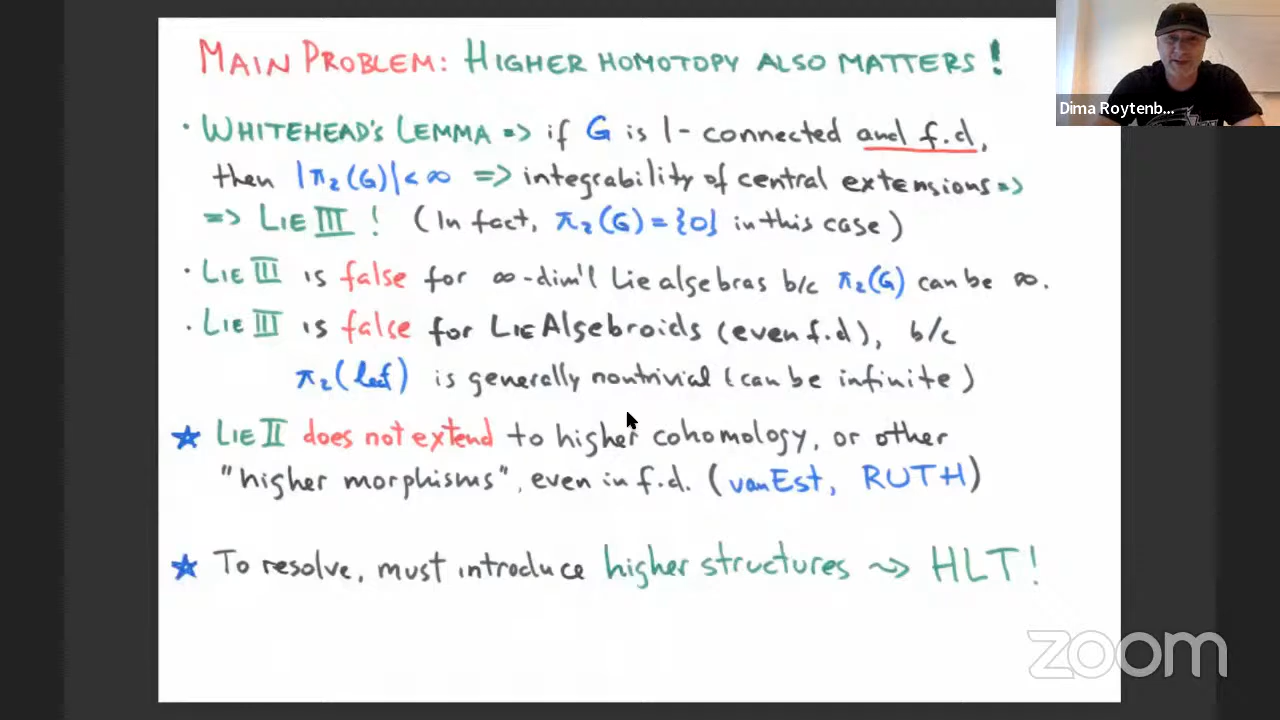 MAIN PROBLEM: HIGHER HOMOTOPY ALSO MATTERS!
Dima Roytenb...
· WHITEHEAD'S LEMMA => if G is 1-connected and f.d,
then |π₂(G)| < ∞ => integrability of central extensions =>
=> LIE III ! (In fact, π₂(G) = {0} in this case)
· LIE III is false for ∞-dim'l Lie algebras b/c π₂(G) can be ∞.
· LIE III is false for LIE Algebroids (even f.d), b/c
π₂(leaf) is generally nontrivial (can be infinite)
★ LIE II does not extend to higher cohomology, or other
"higher morphisms", even in f.d. (vanEst, RUTH)
★ To resolve, must introduce higher structures ⤳ HLT!
zoom